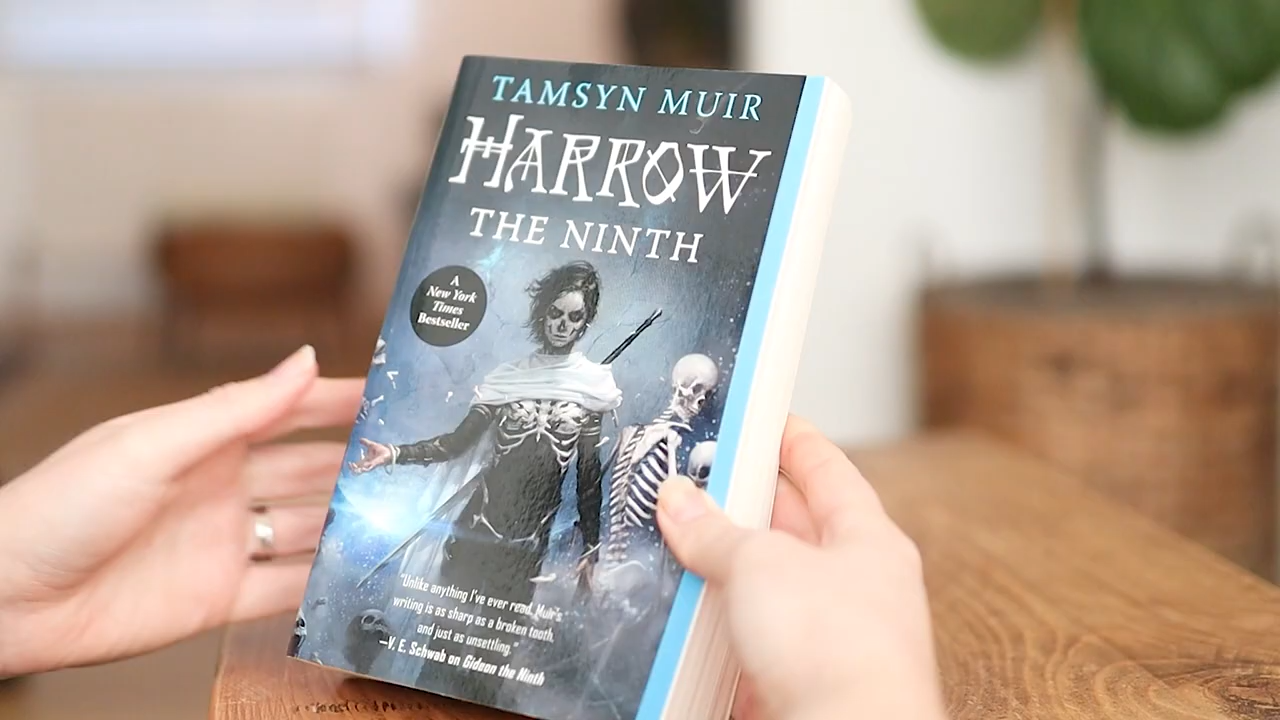 TAMSYN MUIR
HARROW
THE NINTH
A
New York
Times
Bestseller
"Unlike anything I've ever read. Muir's
writing is as sharp as a broken tooth,
and just as unsettling."
—V. E. Schwab on Gideon the Ninth